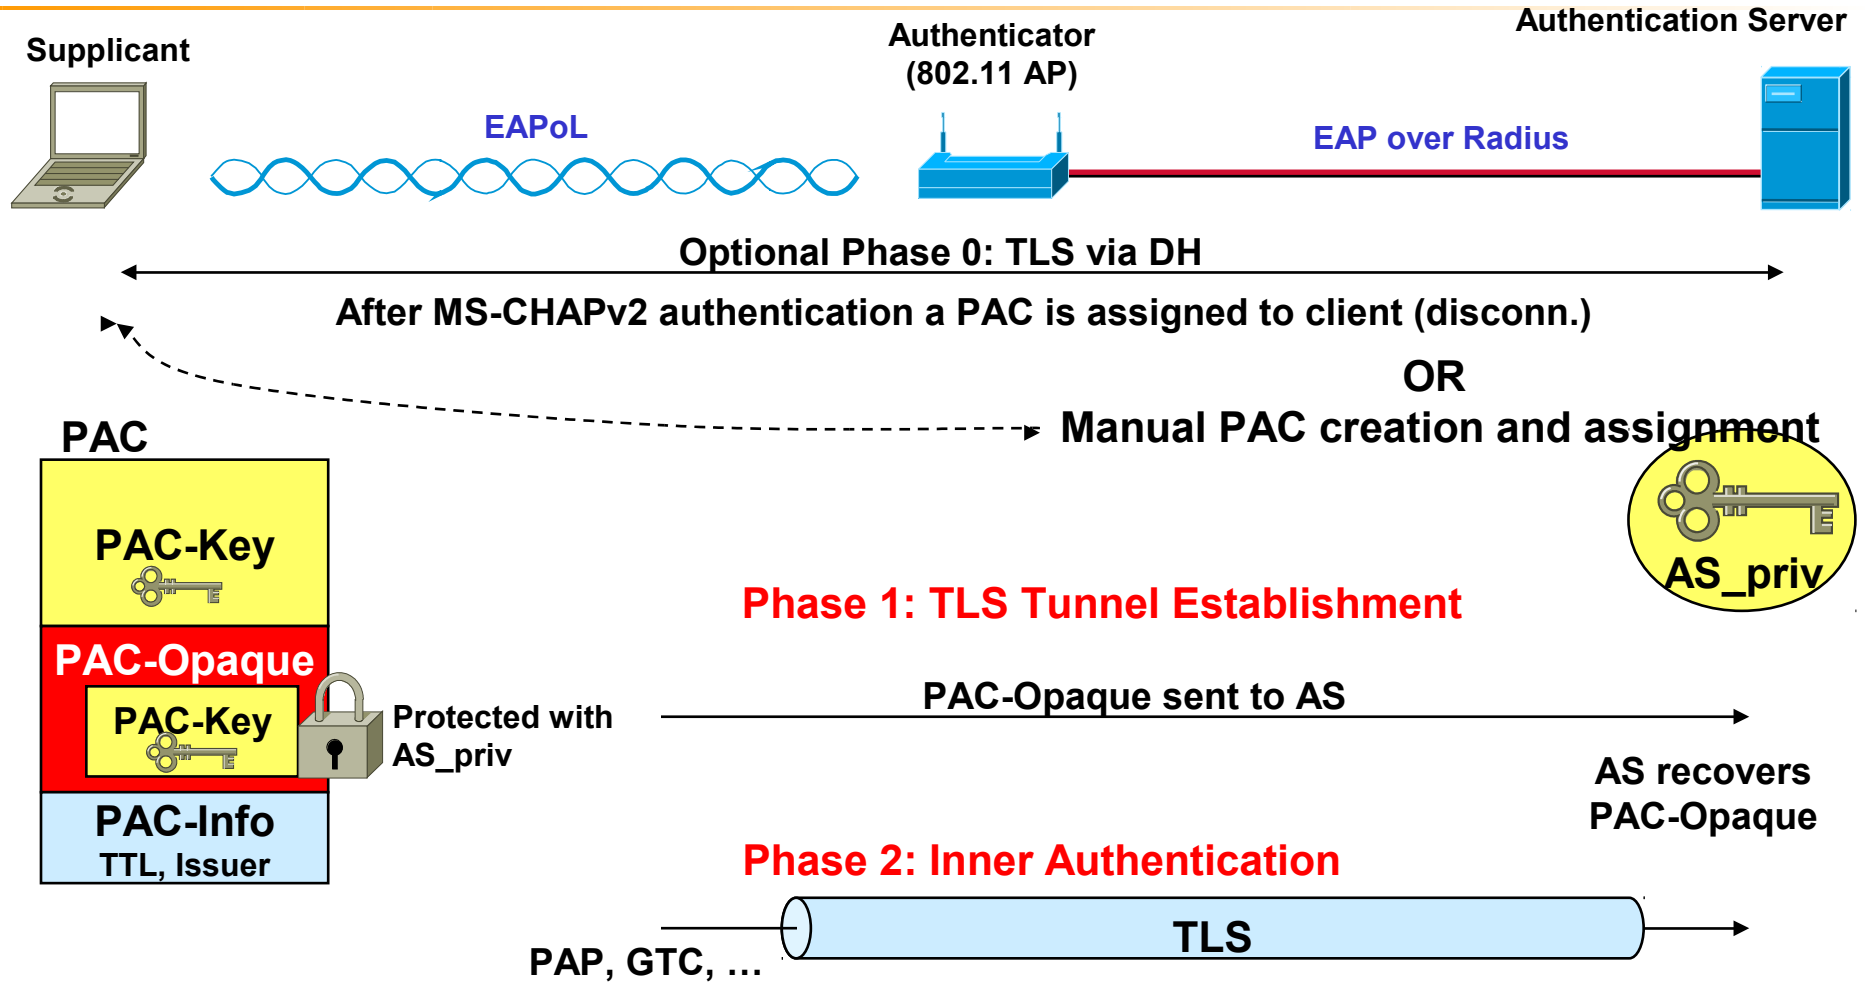 Supplicant
Authenticator
(802.11 AP)
Authentication Server
EAPoL
EAP over Radius
Optional Phase 0: TLS via DH
After MS-CHAPv2 authentication a PAC is assigned to client (disconn.)
OR
Manual PAC creation and assignment
PAC
PAC-Key
AS_priv
Phase 1: TLS Tunnel Establishment
PAC-Opaque
PAC-Key
Protected with
AS_priv
PAC-Opaque sent to AS
AS recovers
PAC-Opaque
PAC-Info
TTL, Issuer
Phase 2: Inner Authentication
TLS
PAP, GTC, …